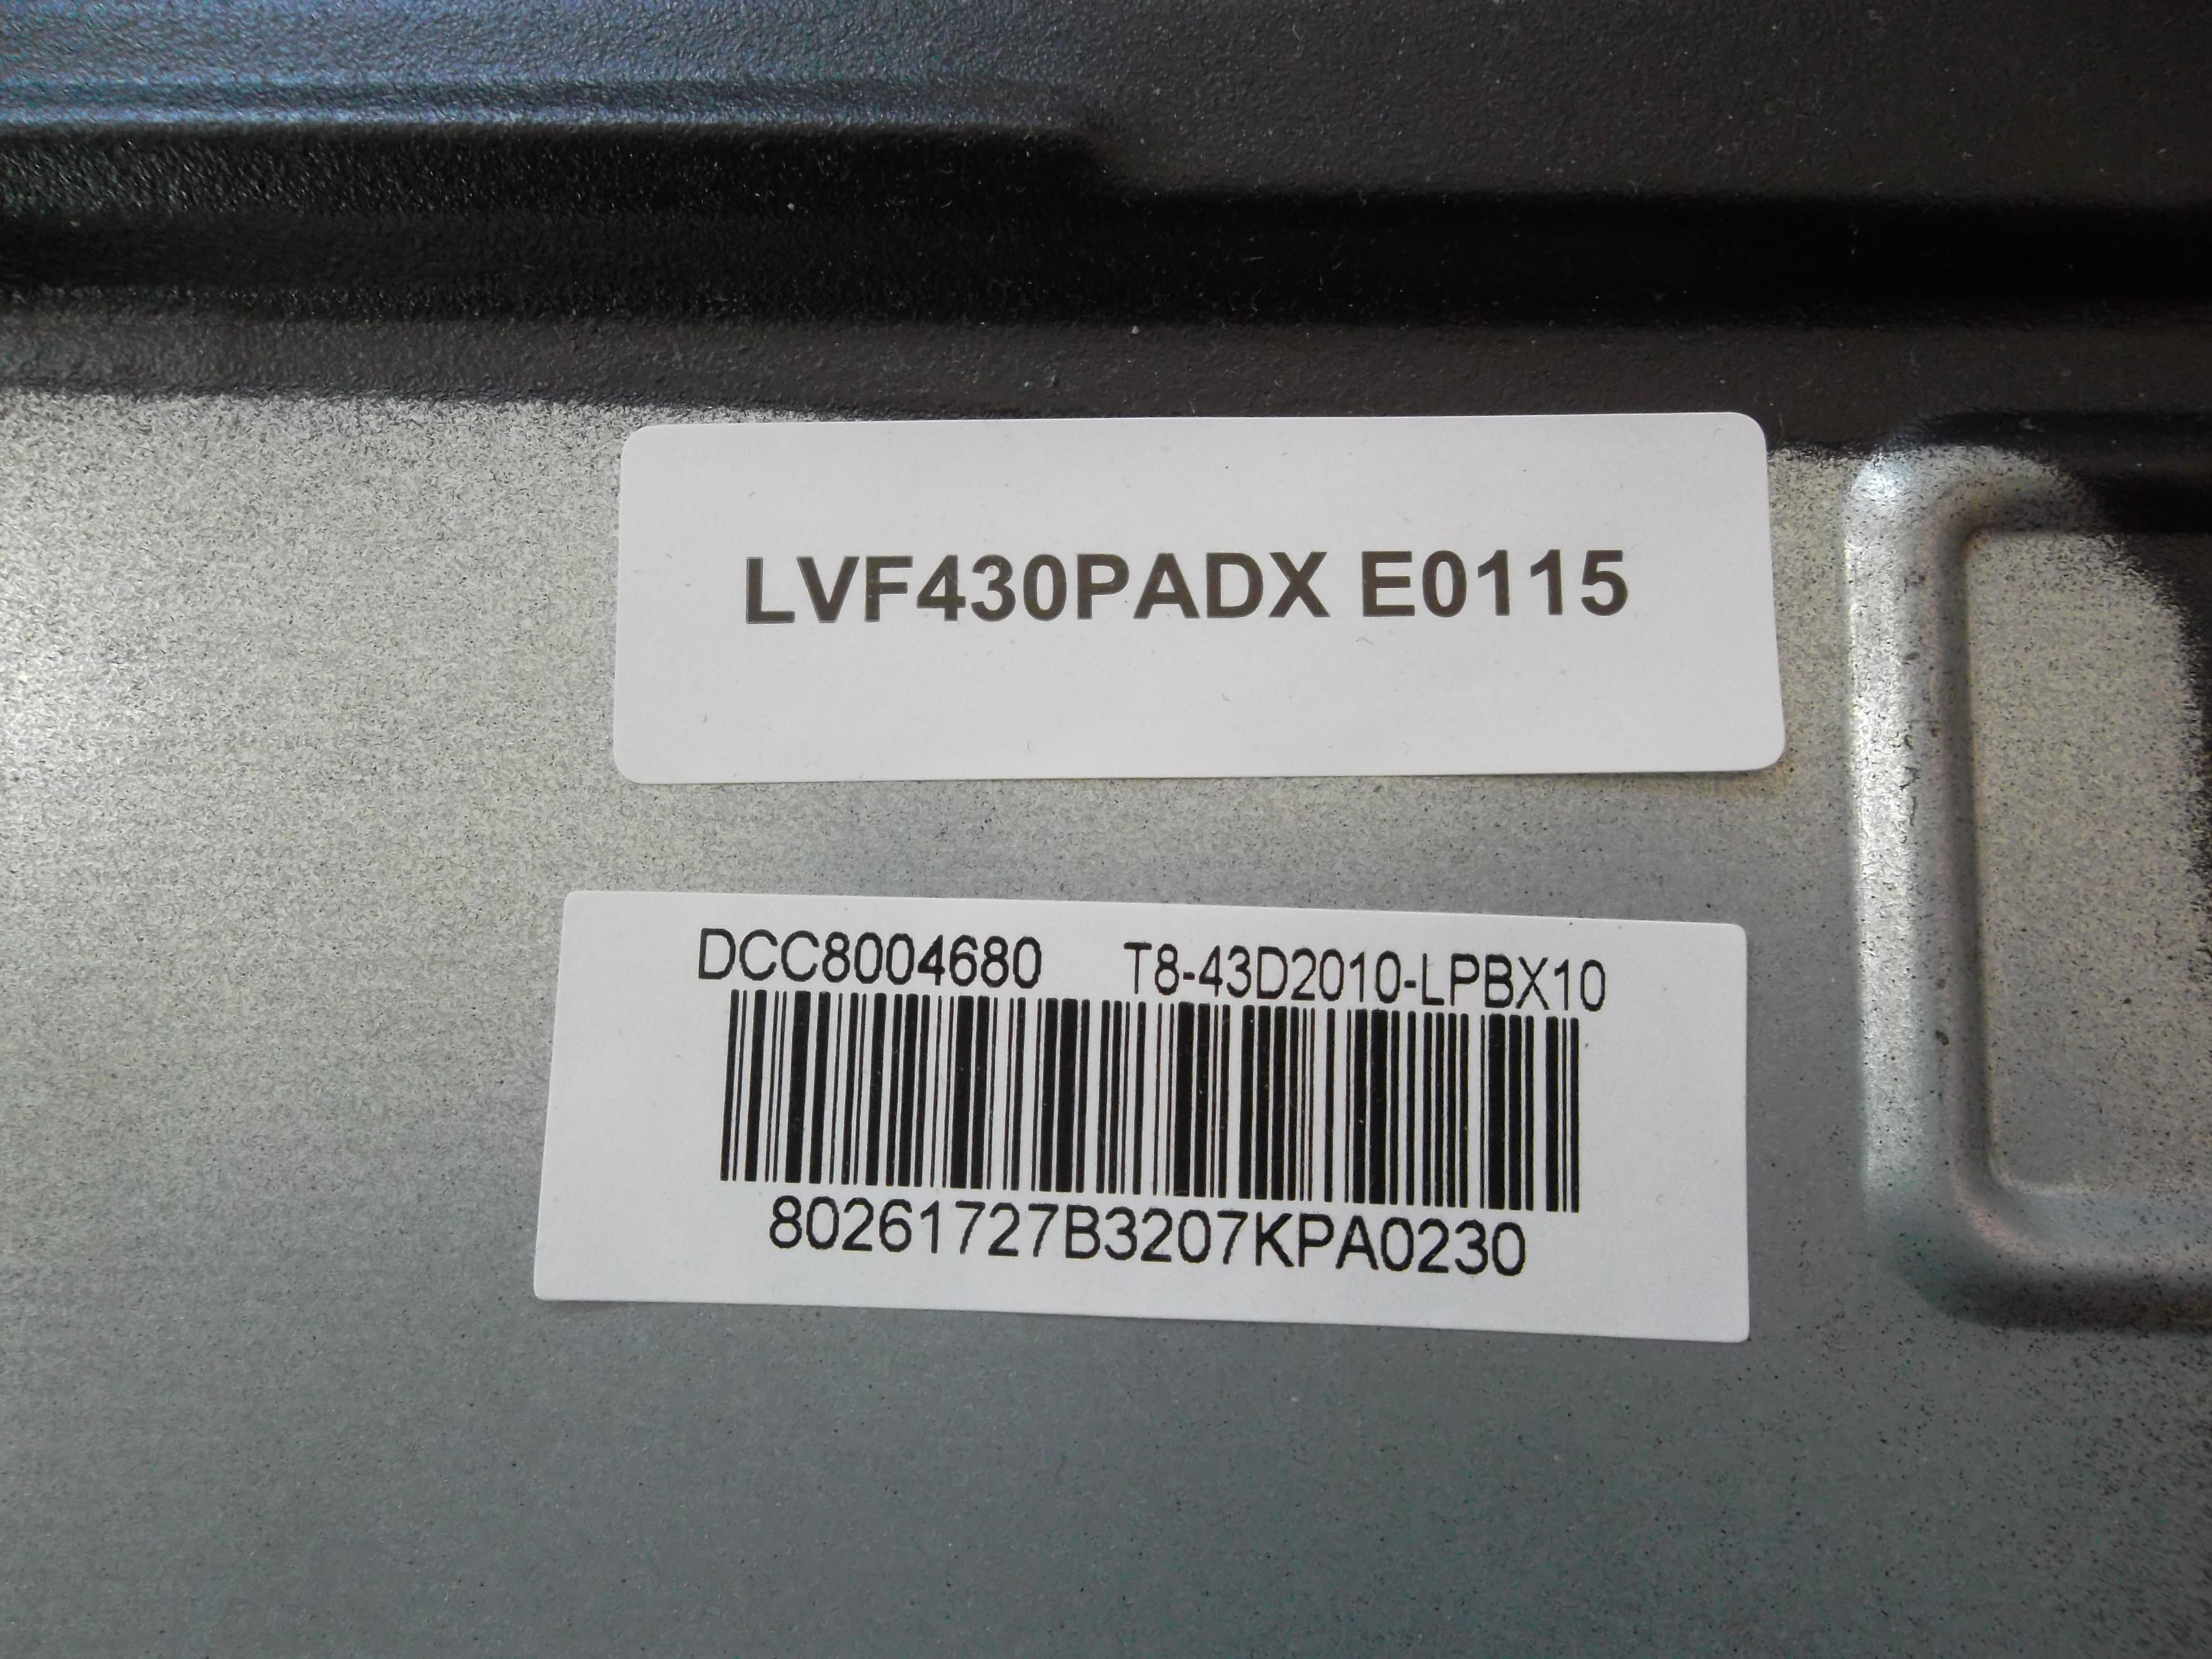 LVF430PADX E0115
DCC8004680 T8-43D2010-LPBX10
80261727B3207KPA0230